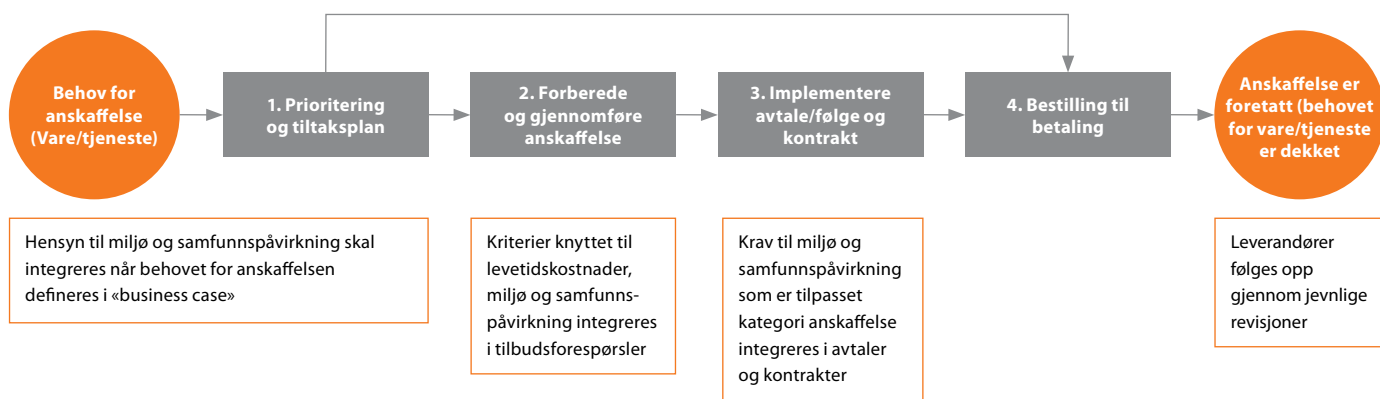 Behov for
anskaffelse
(Vare/tjeneste)
1. Prioritering
og tiltaksplan
2. Forberede
og gjennomføre
anskaffelse
3. Implementere
avtale/følge og
kontrakt
4. Bestilling til
betaling
Anskaffelse er
foretatt (behovet
for vare/tjeneste
er dekket
Hensyn til miljø og samfunnspåvirkning skal
integreres når behovet for anskaffelsen
defineres i «business case»
Kriterier knyttet til
levetidskostnader,
miljø og samfunns-
påvirkning integreres
i tilbudsforespørsler
Krav til miljø og
samfunnspåvirkning
som er tilpasset
kategori anskaffelse
integreres i avtaler
og kontrakter
Leverandører
følges opp
gjennom jevnlige
revisjoner